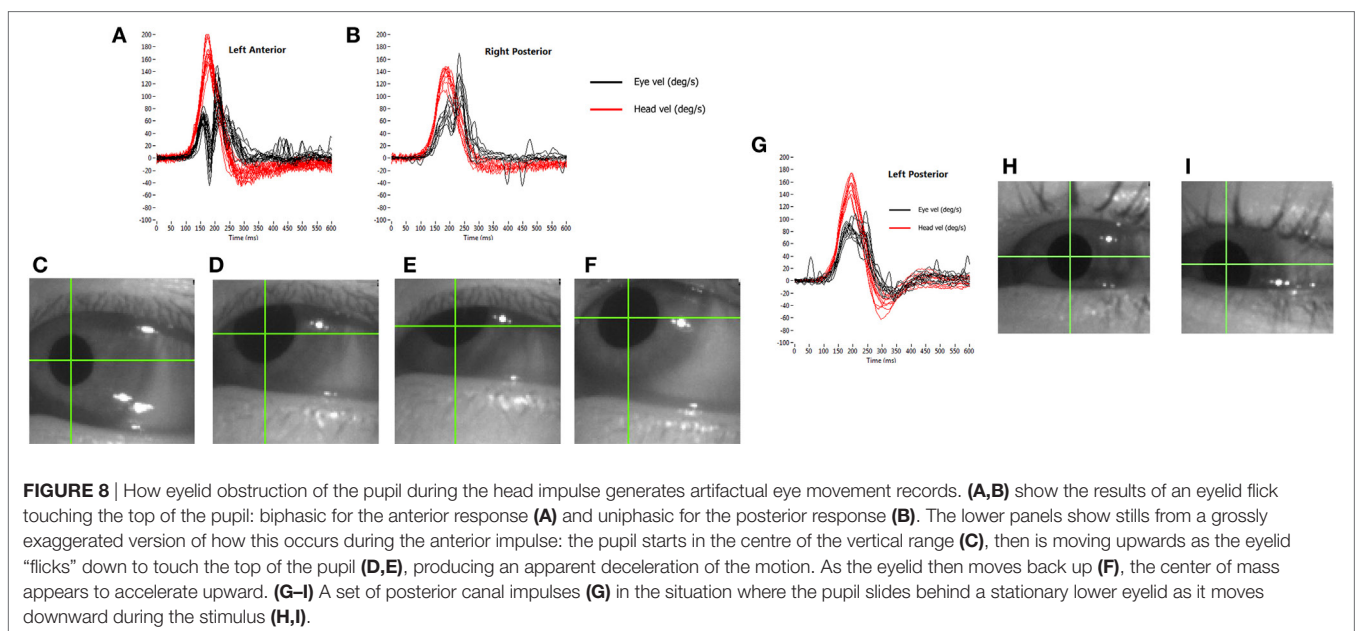 A
B
Left Anterior
Right Posterior
200
180
160
140
120
100
80
60
40
20
0
-20
-40
-60
-80
-100
0 50 100 150 200 250 300 350 400 450 500 550 600
Time (ms)
200
180
160
140
120
100
80
60
40
20
0
-20
-40
-60
-80
-100
0 50 100 150 200 250 300 350 400 450 500 550 600
Time (ms)
Eye vel (deg/s)
Head vel (deg/s)
G
Left Posterior
Eye vel (deg/s)
Head vel (deg/s)
200
180
160
140
120
100
80
60
40
20
0
-20
-40
-60
-80
-100
0 50 100 150 200 250 300 350 400 450 500 550 600
Time (ms)
H
I
C
D
E
F
FIGURE 8 | How eyelid obstruction of the pupil during the head impulse generates artifactual eye movement records. (A,B) show the results of an eyelid flick
touching the top of the pupil: biphasic for the anterior response (A) and uniphasic for the posterior response (B). The lower panels show stills from a grossly
exaggerated version of how this occurs during the anterior impulse: the pupil starts in the centre of the vertical range (C), then is moving upwards as the eyelid
“flicks” down to touch the top of the pupil (D,E), producing an apparent deceleration of the motion. As the eyelid then moves back up (F), the center of mass
appears to accelerate upward. (G–I) A set of posterior canal impulses (G) in the situation where the pupil slides behind a stationary lower eyelid as it moves
downward during the stimulus (H,I).